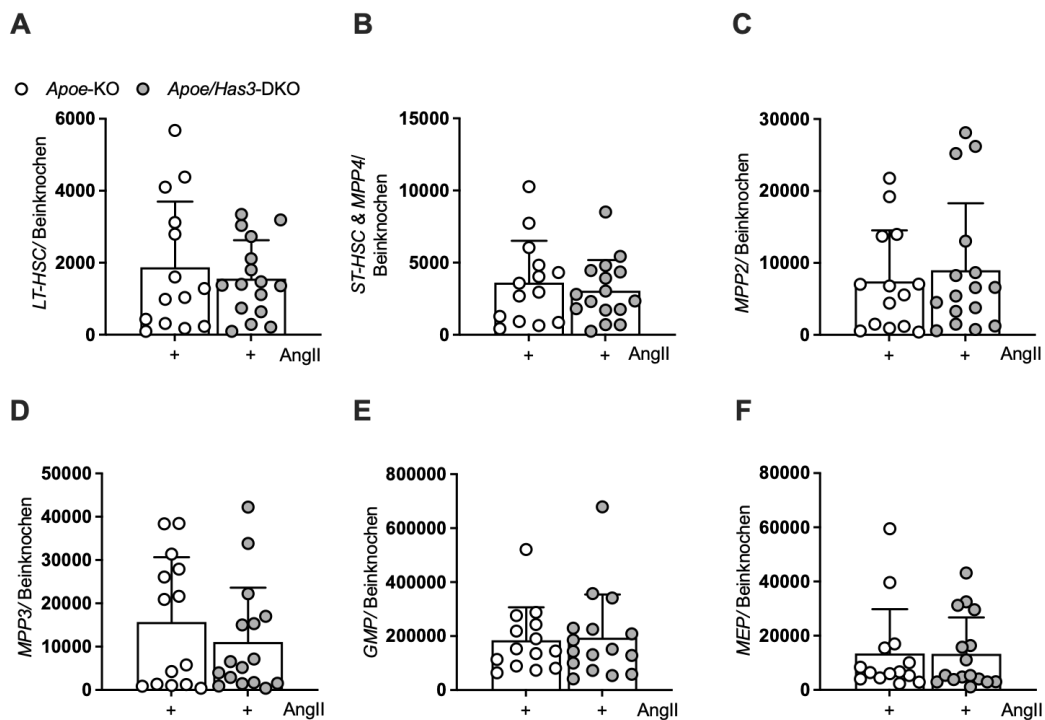 A
B
C
Apoe-KO
Apoe/Has3-DKO
LT-HSC/ Beinknochen
6000
4000
2000
0
+
+
AngII
ST-HSC & MPP4/
Beinknochen
15000
10000
5000
0
+
+
AngII
MPP2/ Beinknochen
30000
20000
10000
0
+
+
AngII
D
E
F
MPP3/ Beinknochen
50000
40000
30000
20000
10000
0
+
+
AngII
GMP/ Beinknochen
800000
600000
400000
200000
0
+
+
AngII
MEP/ Beinknochen
80000
60000
40000
20000
0
+
+
AngII